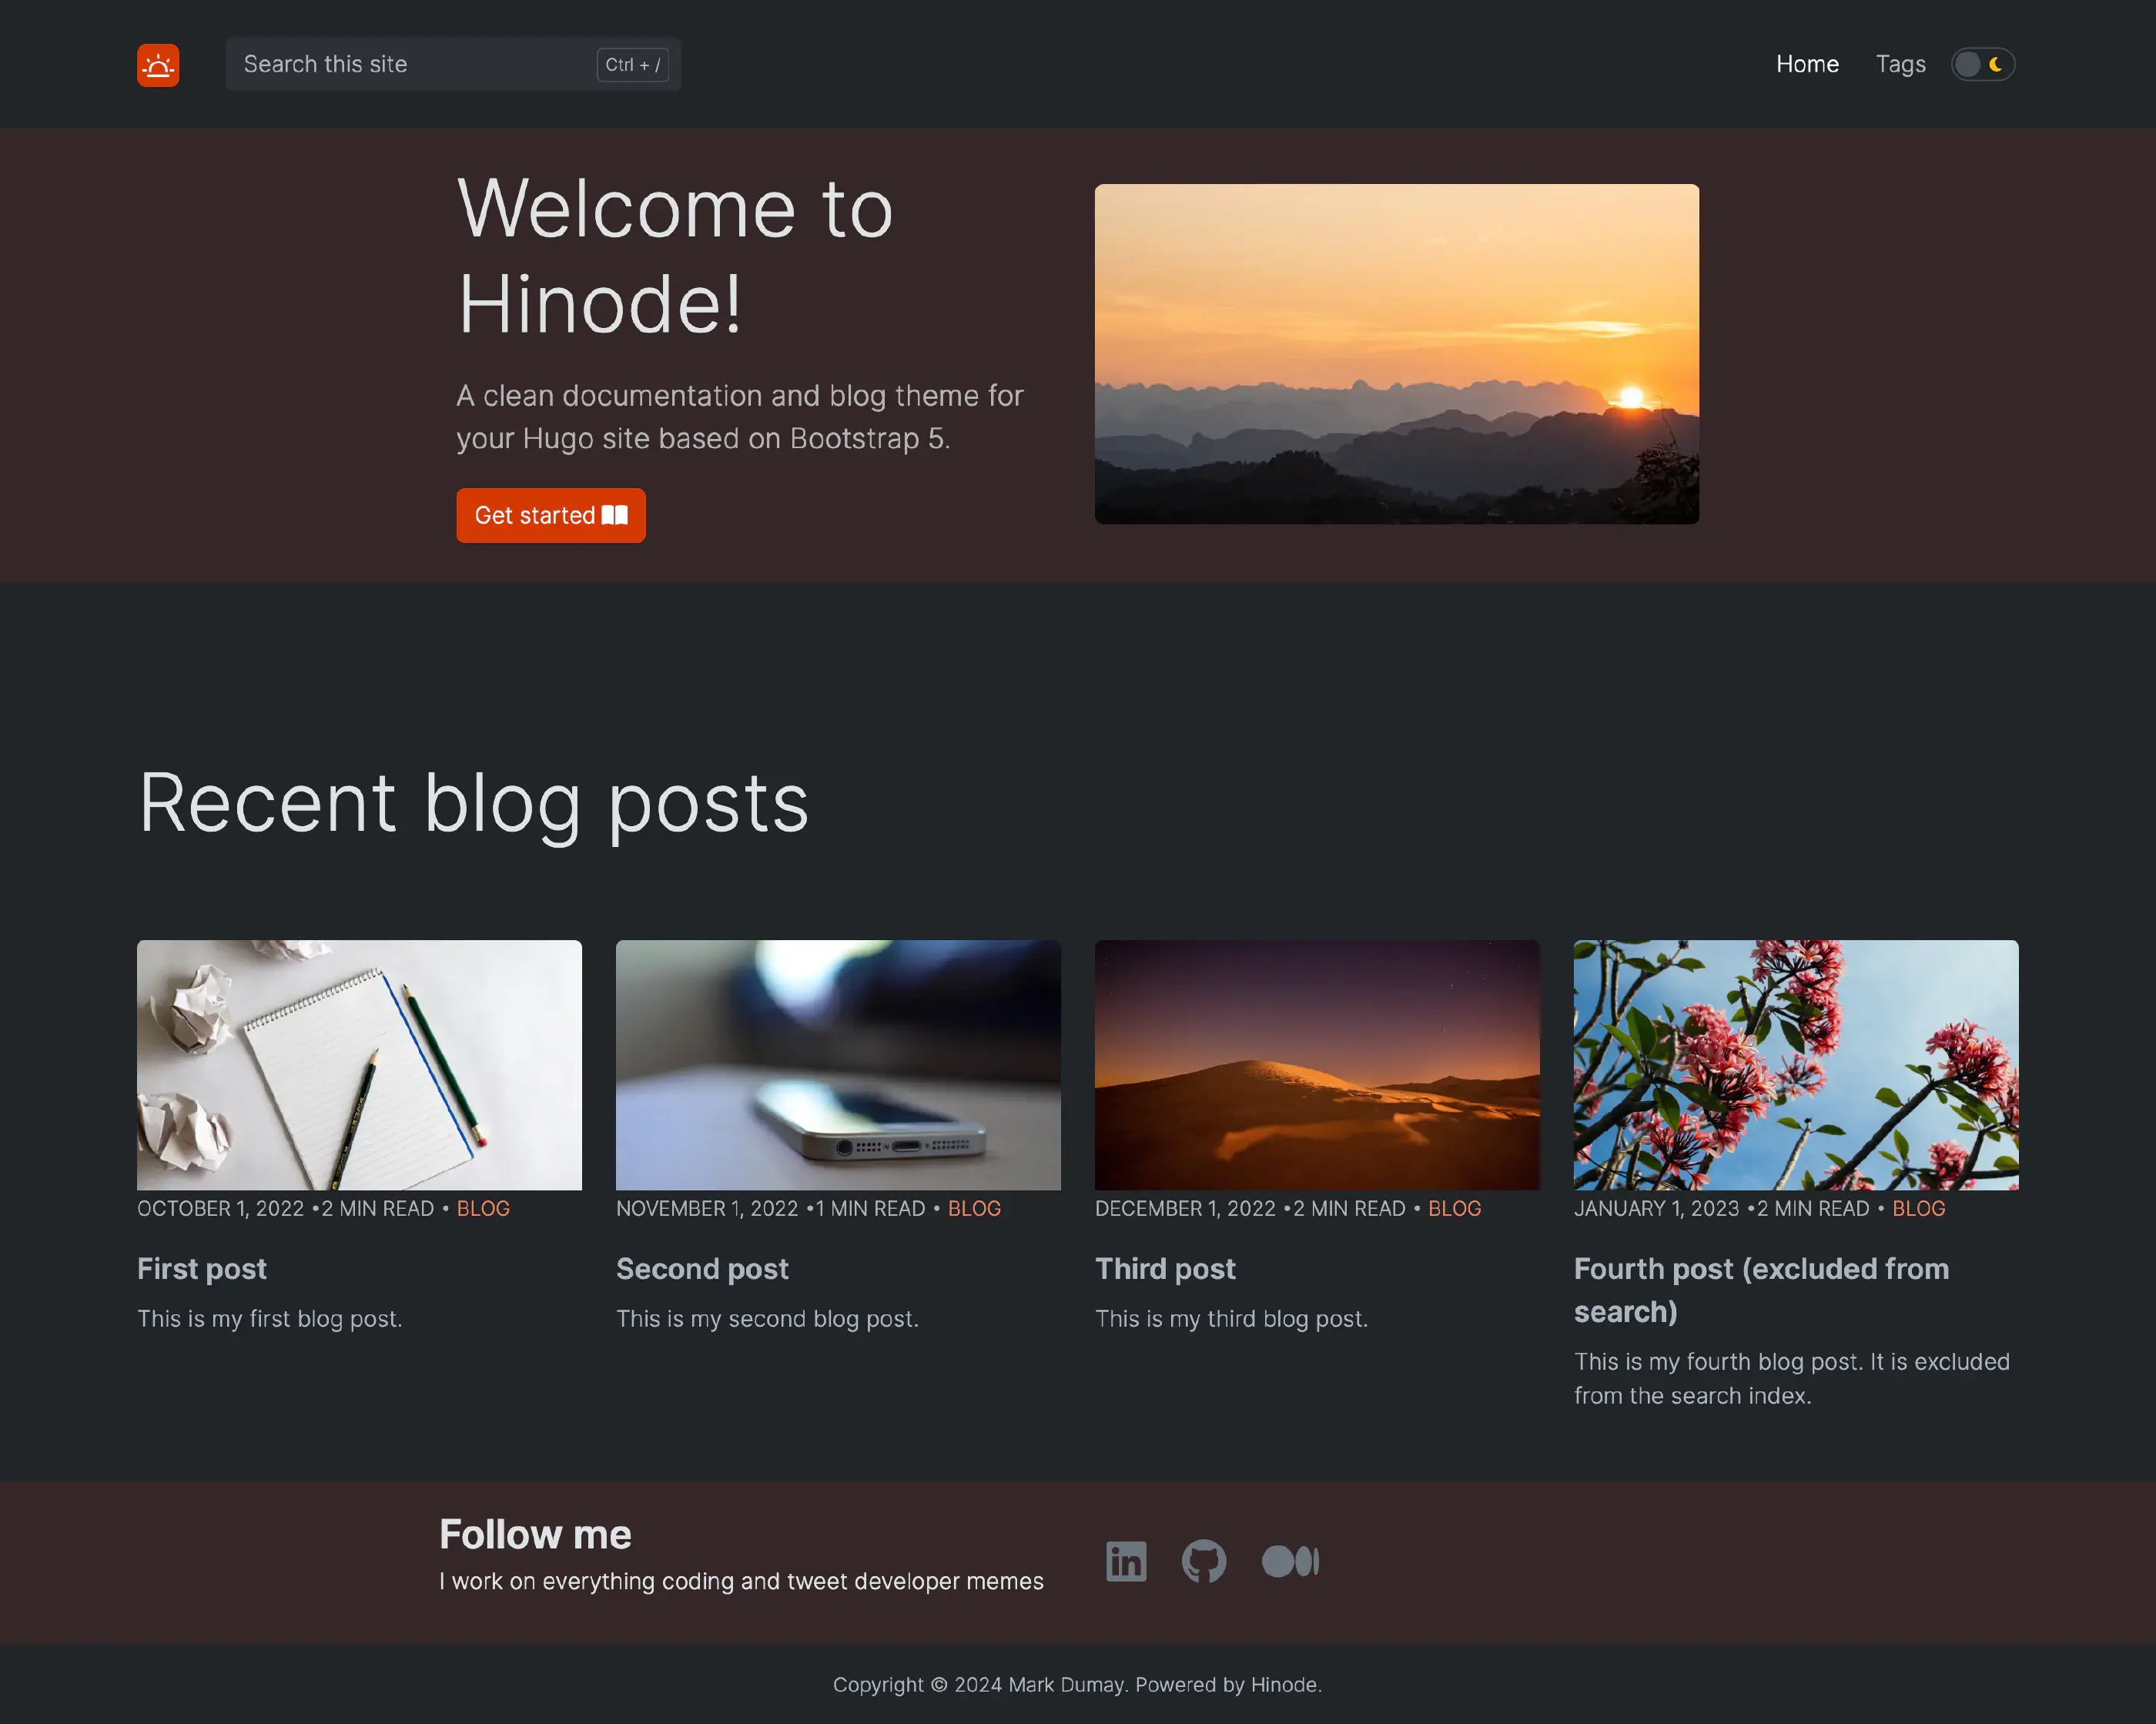 Search this site
Ctrl + /
Home
Tags
Welcome to
Hinode!
A clean documentation and blog theme for
your Hugo site based on Bootstrap 5.
Get started
Recent blog posts
OCTOBER 1, 2022 •2 MIN READ • BLOG
First post
This is my first blog post.
NOVEMBER 1, 2022 •1 MIN READ • BLOG
Second post
This is my second blog post.
DECEMBER 1, 2022 •2 MIN READ • BLOG
Third post
This is my third blog post.
JANUARY 1, 2023 •2 MIN READ • BLOG
Fourth post (excluded from
search)
This is my fourth blog post. It is excluded
from the search index.
Follow me
I work on everything coding and tweet developer memes
in
Copyright © 2024 Mark Dumay. Powered by Hinode.